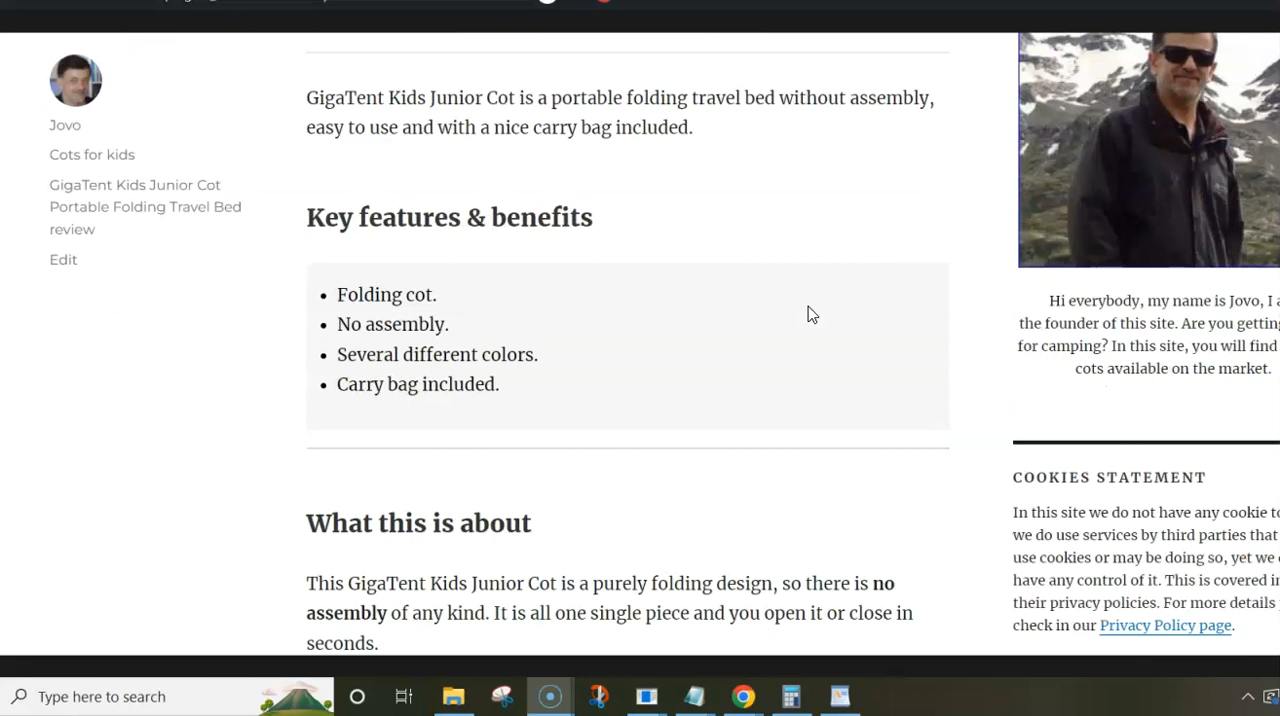 Jovo
Cots for kids
GigaTent Kids Junior Cot
Portable Folding Travel Bed
review
Edit
GigaTent Kids Junior Cot is a portable folding travel bed without assembly,
easy to use and with a nice carry bag included.
Key features & benefits
• Folding cot.
• No assembly.
• Several different colors.
• Carry bag included.
What this is about
This GigaTent Kids Junior Cot is a purely folding design, so there is no
assembly of any kind. It is all one single piece and you open it or close in
seconds.
Hi everybody, my name is Jovo, I a
the founder of this site. Are you getting
for camping? In this site, you will find
cots available on the market.
COOKIES STATEMENT
In this site we do not have any cookie to
we do use services by third parties that
use cookies or may be doing so, yet we
have any control of it. This is covered in
their privacy policies. For more details
check in our Privacy Policy page.
Type here to search